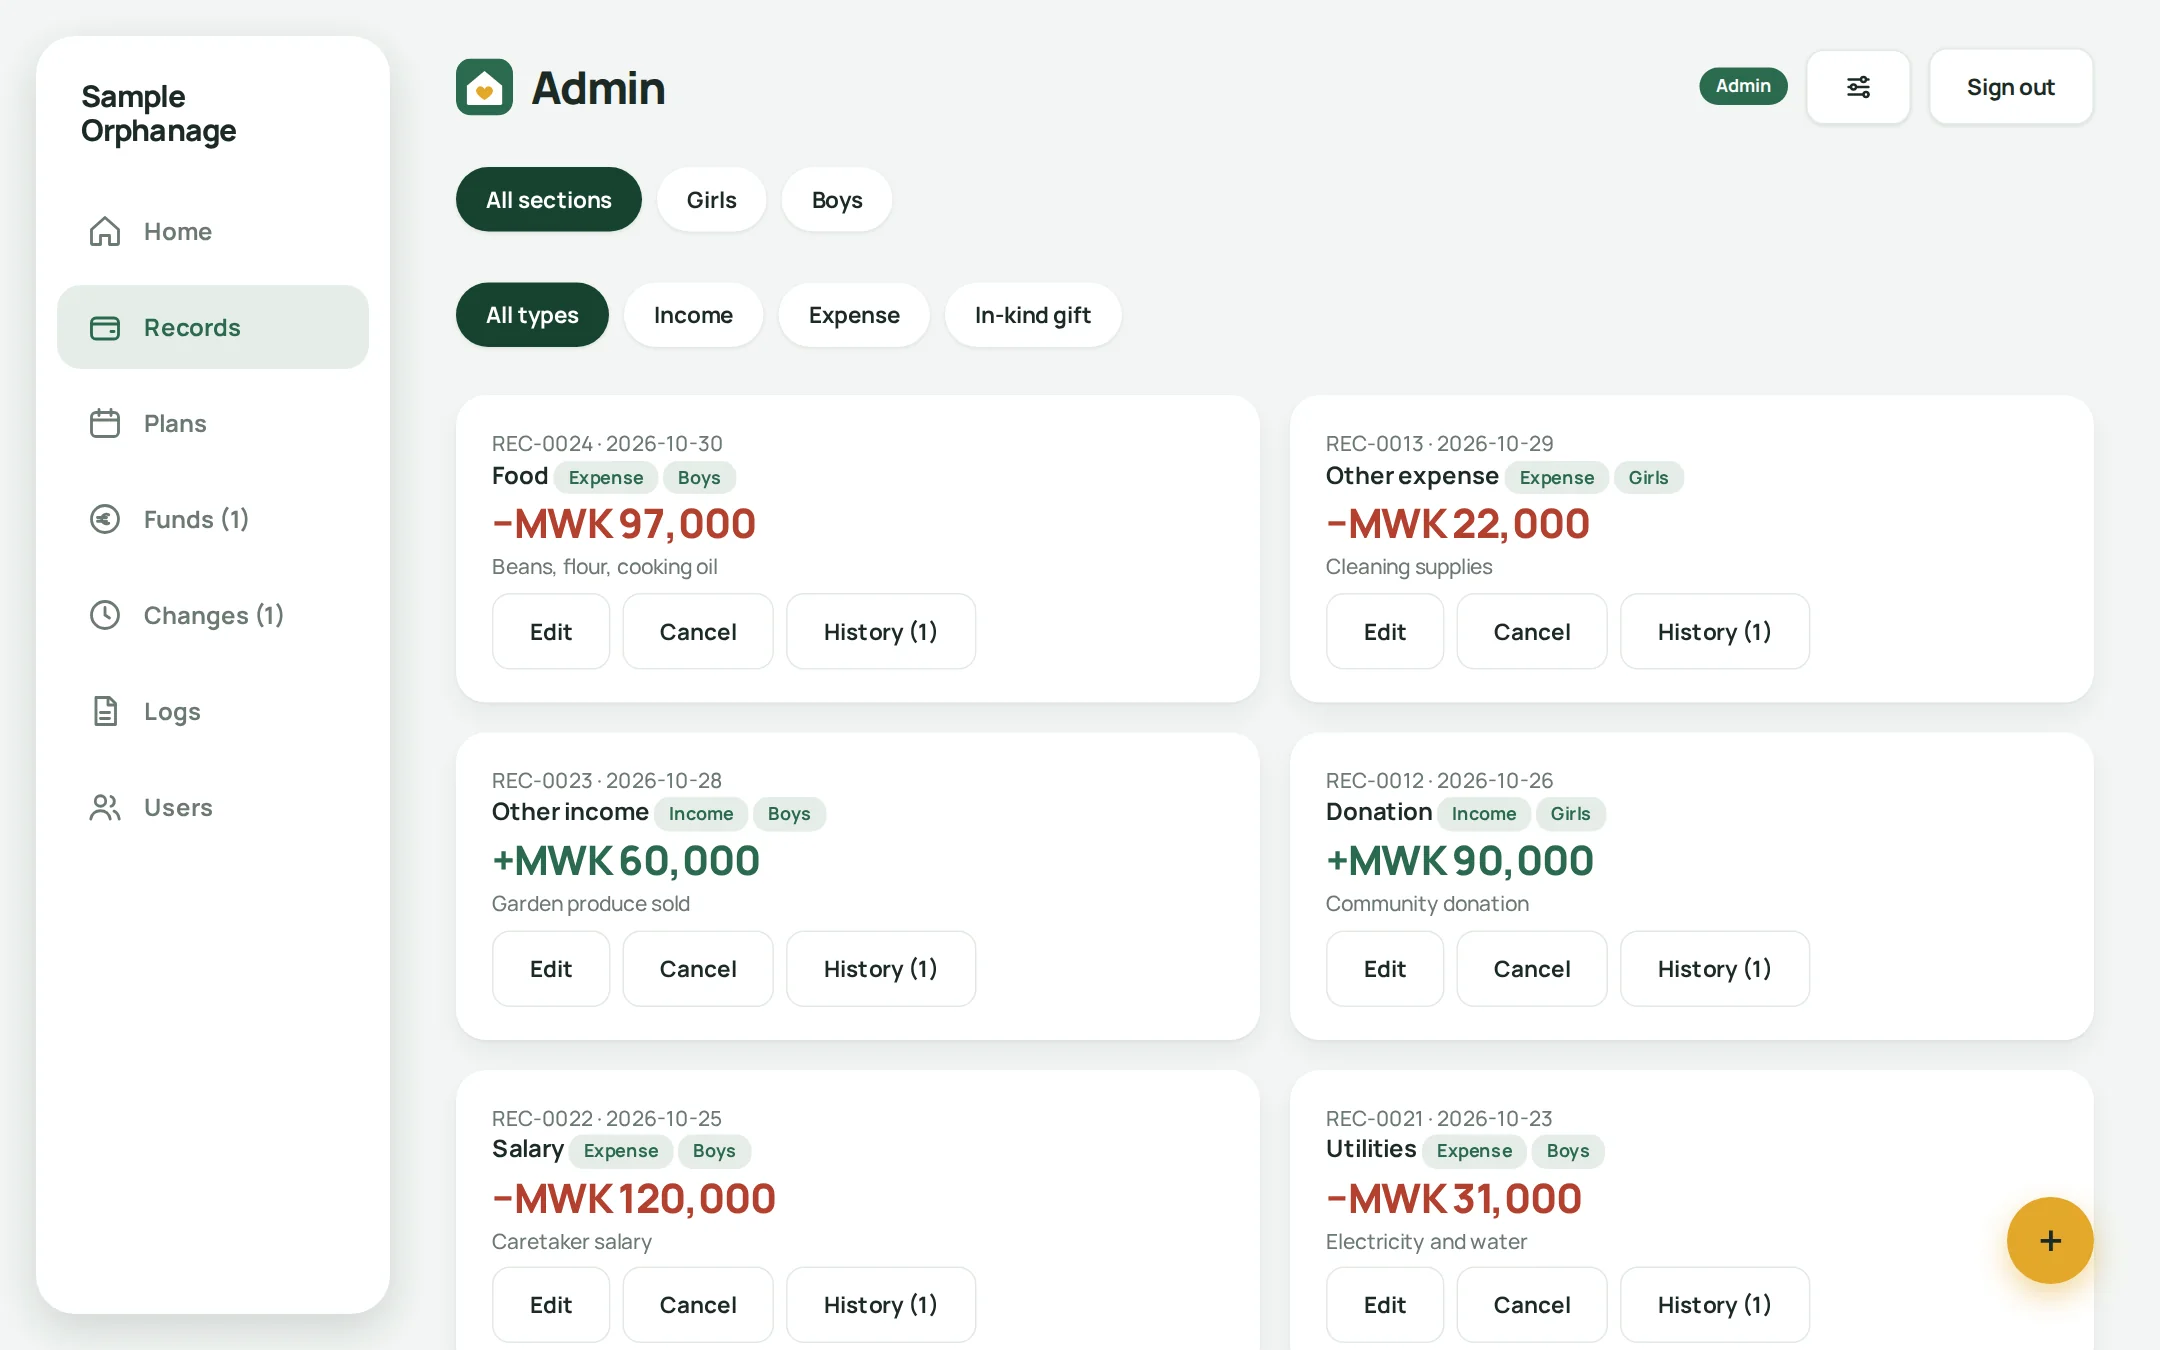 Sample
Orphanage
Home
Records
Plans
Funds (1)
Changes (1)
Logs
Users
Admin
Admin
Sign out
All sections
Girls
Boys
All types
Income
Expense
In-kind gift
REC-0024 · 2026-10-30
Food Expense Boys
−MWK 97,000
Beans, flour, cooking oil
Edit Cancel History (1)
REC-0013 · 2026-10-29
Other expense Expense Girls
−MWK 22,000
Cleaning supplies
Edit Cancel History (1)
REC-0023 · 2026-10-28
Other income Income Boys
+MWK 60,000
Garden produce sold
Edit Cancel History (1)
REC-0012 · 2026-10-26
Donation Income Girls
+MWK 90,000
Community donation
Edit Cancel History (1)
REC-0022 · 2026-10-25
Salary Expense Boys
−MWK 120,000
Caretaker salary
Edit Cancel History (1)
REC-0021 · 2026-10-23
Utilities Expense Boys
−MWK 31,000
Electricity and water
Edit Cancel History (1)
+